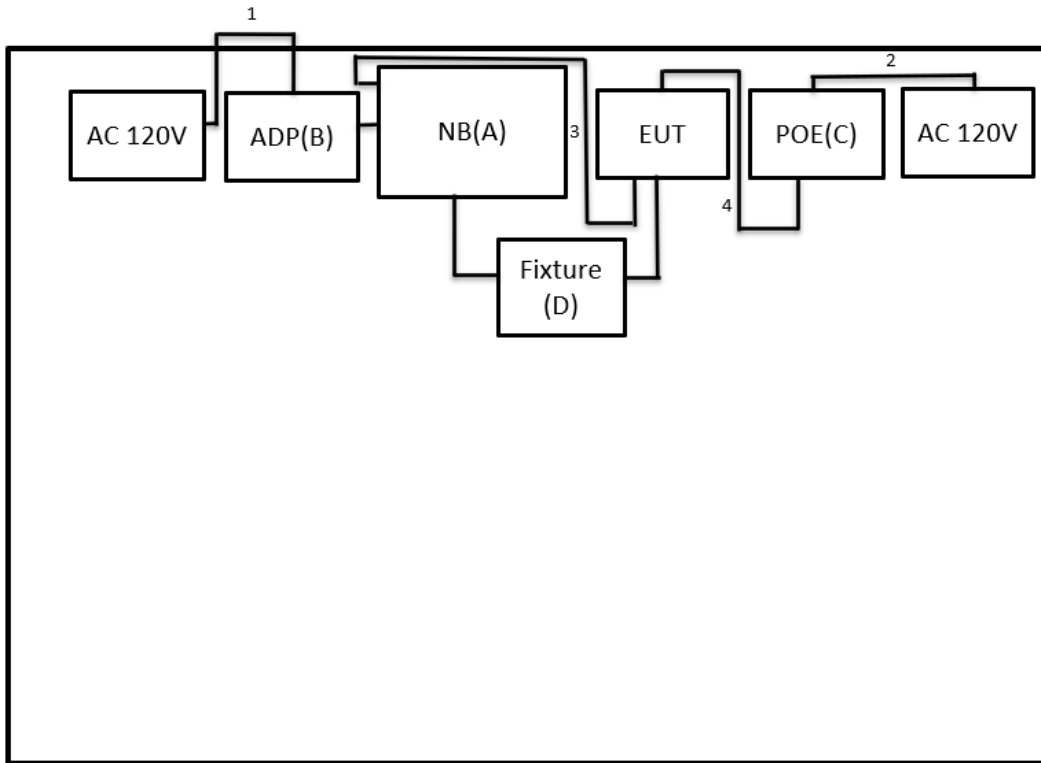 1
2
AC 120V
ADP(B)
NB(A)
3
EUT
POE(C)
AC 120V
4
Fixture
(D)